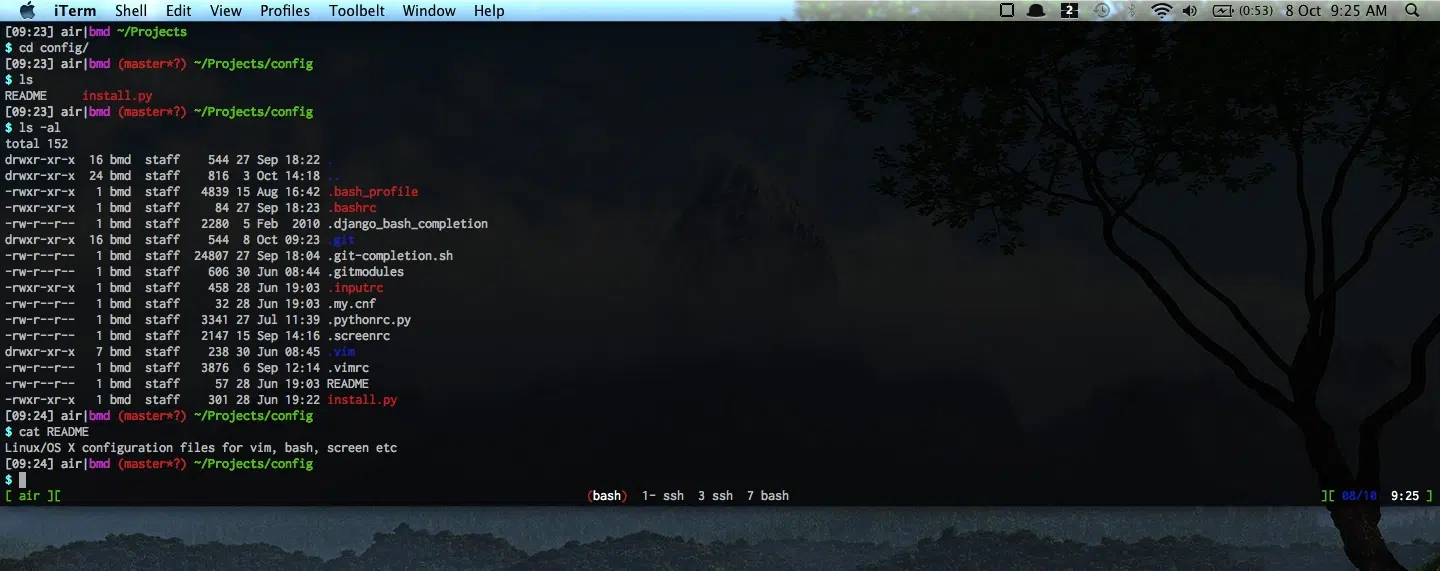 iTerm Shell Edit View Profiles Toolbelt Window Help 2 (0:53) 8 Oct 9:25 AM
[09:23] air|bmd ~/Projects
$ cd config/
[09:23] air|bmd (master*?) ~/Projects/config
$ ls
README     install.py
[09:23] air|bmd (master*?) ~/Projects/config
$ ls -al
total 152
drwxr-xr-x  16 bmd  staff    544 27 Sep 18:22 .
drwxr-xr-x  24 bmd  staff    816  3 Oct 14:18 ..
-rwxr-xr-x   1 bmd  staff   4839 15 Aug 16:42 .bash_profile
-rwxr-xr-x   1 bmd  staff     84 27 Sep 18:23 .bashrc
-rw-r--r--   1 bmd  staff   2280  5 Feb  2010 .django_bash_completion
drwxr-xr-x  16 bmd  staff    544  8 Oct 09:23 .git
-rw-r--r--   1 bmd  staff  24807 27 Sep 18:04 .git-completion.sh
-rw-r--r--   1 bmd  staff    606 30 Jun 08:44 .gitmodules
-rwxr-xr-x   1 bmd  staff    458 28 Jun 19:03 .inputrc
-rw-r--r--   1 bmd  staff     32 28 Jun 19:03 .my.cnf
-rw-r--r--   1 bmd  staff   3341 27 Jul 11:39 .pythonrc.py
-rw-r--r--   1 bmd  staff   2147 15 Sep 14:16 .screenrc
drwxr-xr-x   7 bmd  staff    238 30 Jun 08:45 .vim
-rw-r--r--   1 bmd  staff   3876  6 Sep 12:14 .vimrc
-rw-r--r--   1 bmd  staff     57 28 Jun 19:03 README
-rwxr-xr-x   1 bmd  staff    301 28 Jun 19:22 install.py
[09:24] air|bmd (master*?) ~/Projects/config
$ cat README
Linux/OS X configuration files for vim, bash, screen etc
[09:24] air|bmd (master*?) ~/Projects/config
$
[ air ][ (bash)  1- ssh  3 ssh  7 bash ][ 08/10  9:25 ]